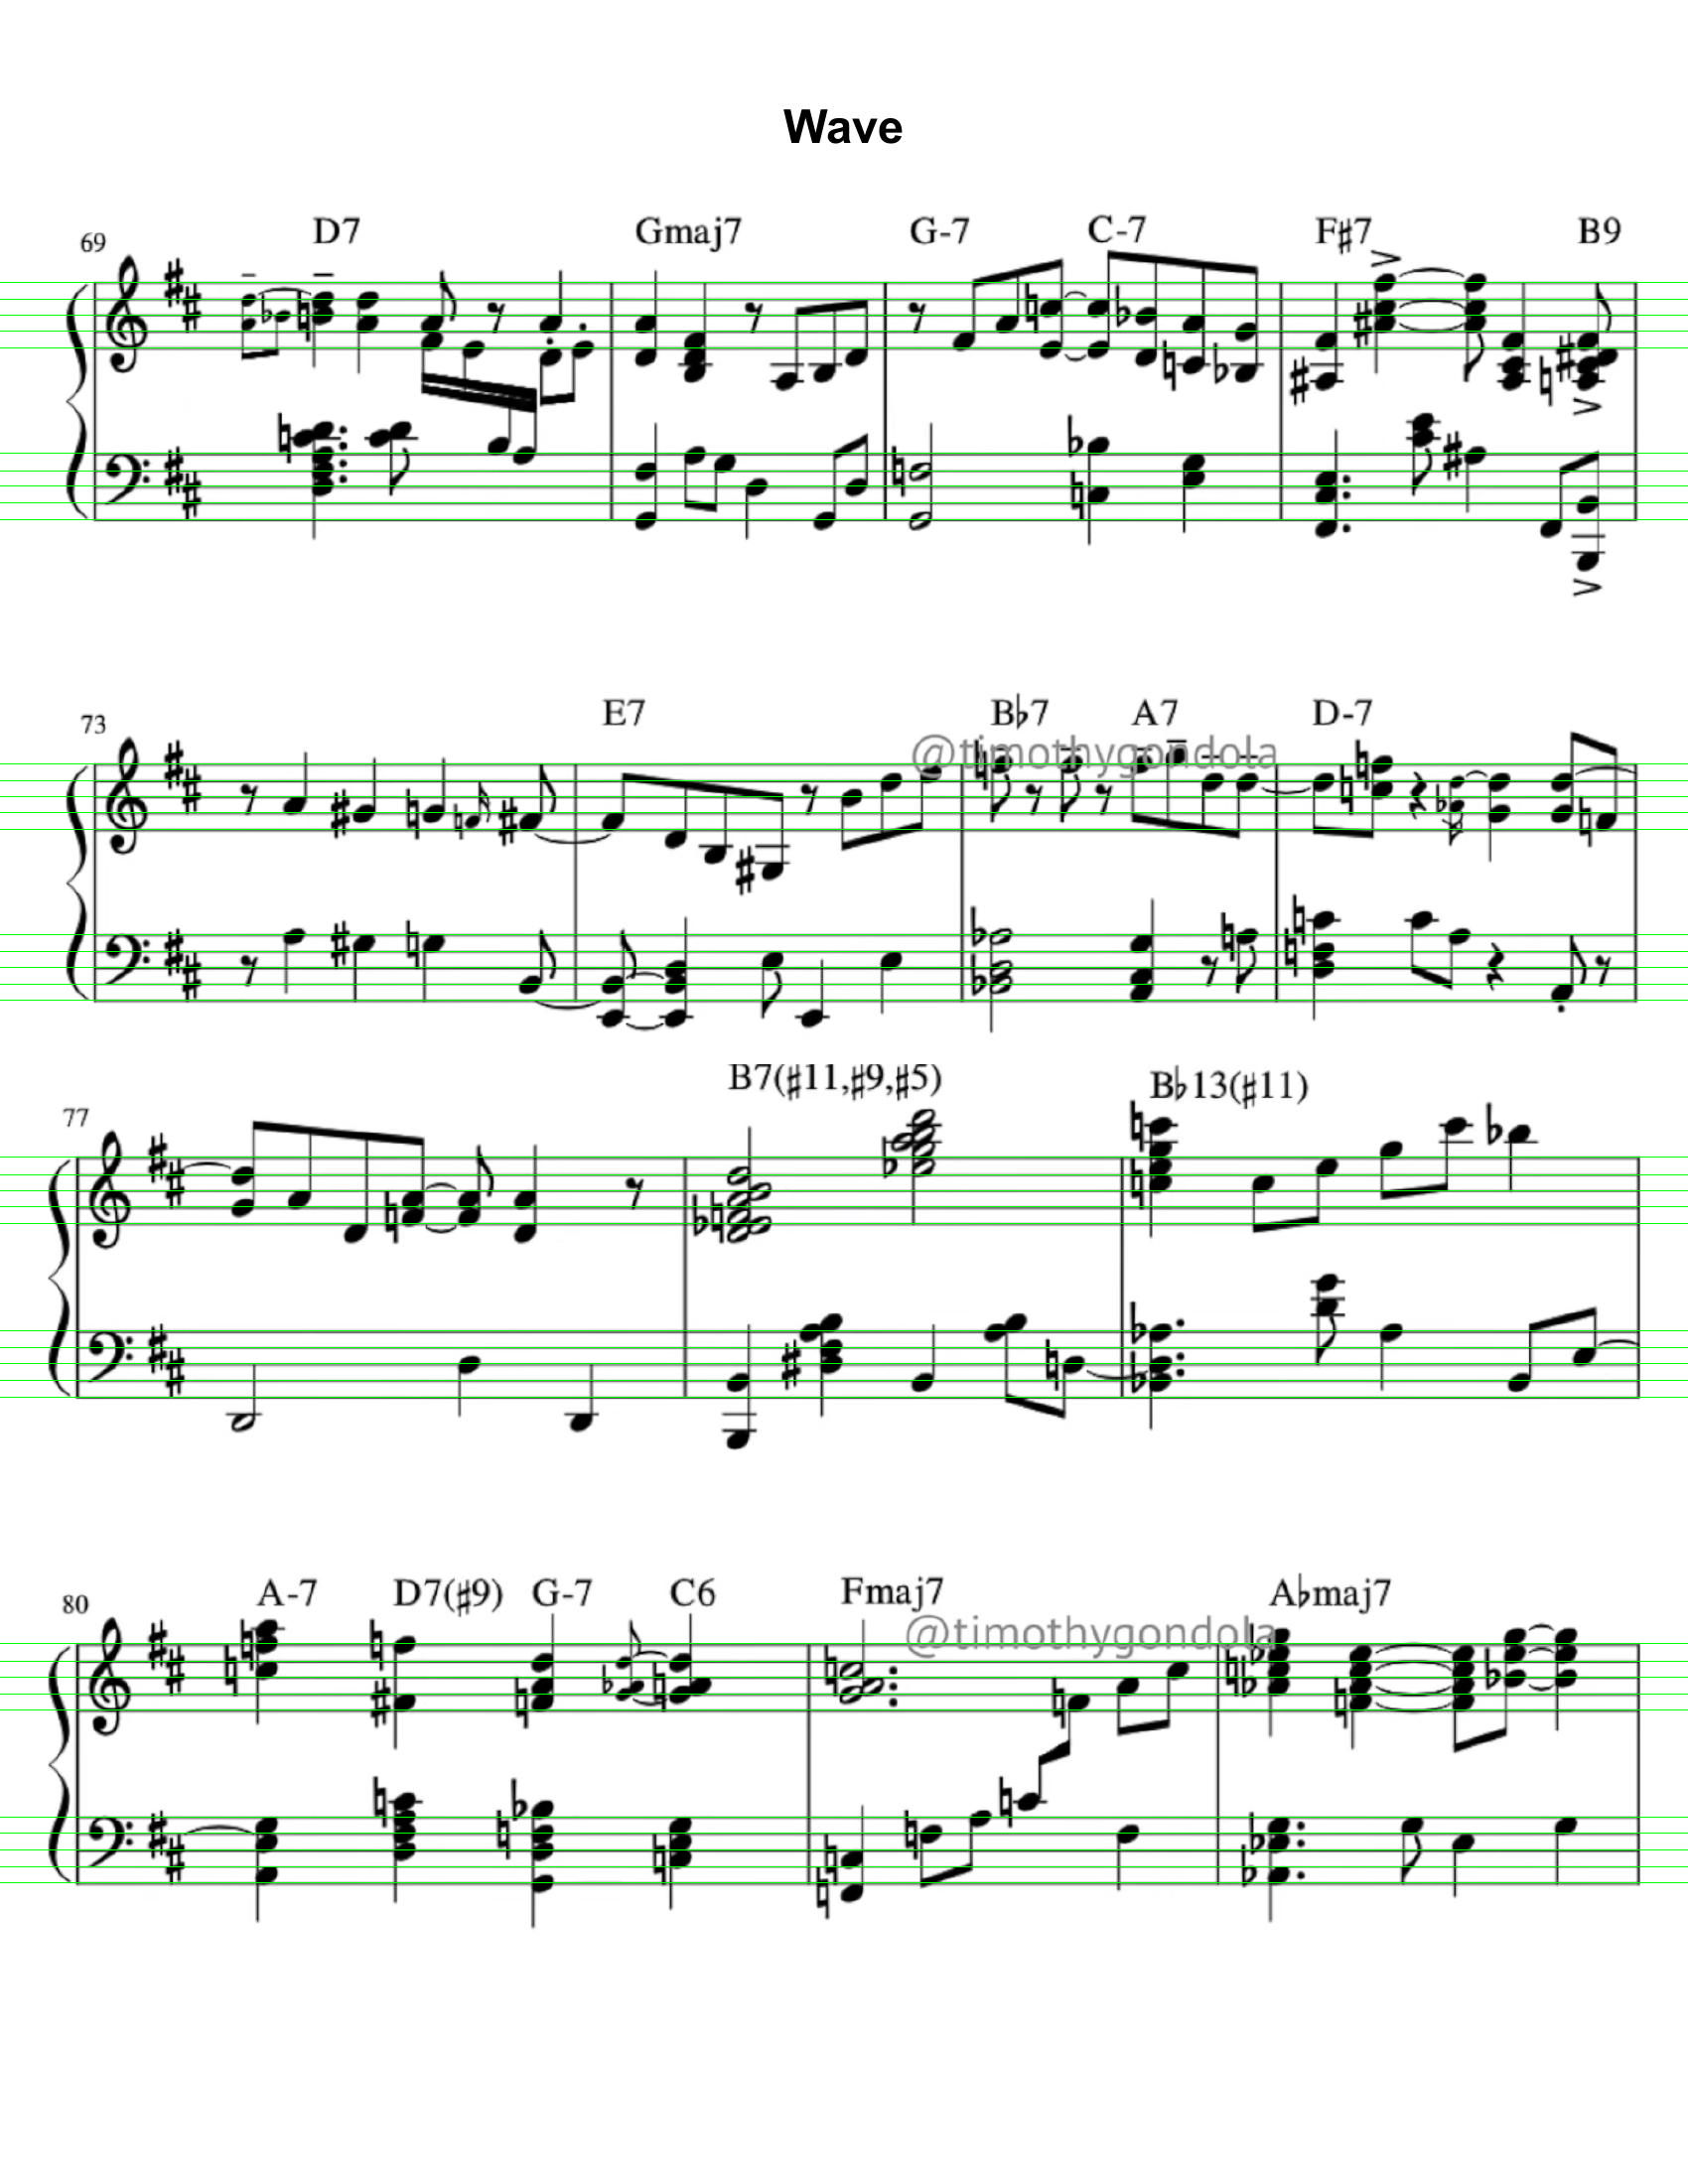 Wave
69 D7 Gmaj7 G-7 C-7 F♯7 B9
73 E7 B♭7 A7 D-7
@timothygondola
77 B7(♯11,♯9,♯5) B♭13(♯11)
80 A-7 D7(♯9) G-7 C6 Fmaj7 A♭maj7
@timothygondola